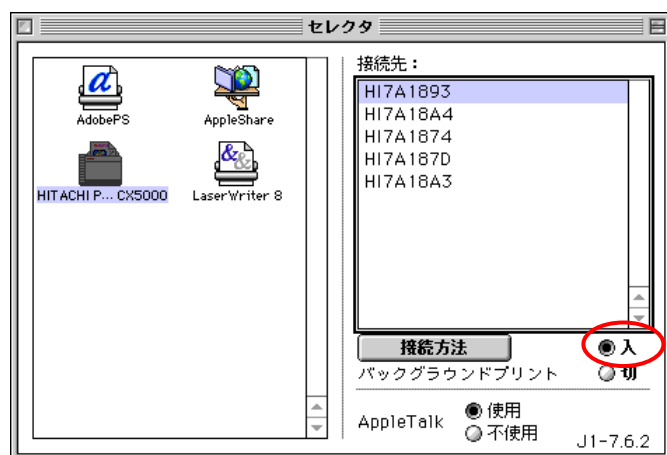 セレクタ
AdobePS
AppleShare
HITACHI P... CX5000
LaserWriter 8
接続先：
HI7A1893
HI7A18A4
HI7A1874
HI7A187D
HI7A18A3
接続方法
入
バックグラウンドプリント
切
AppleTalk
使用
不使用
J1-7.6.2